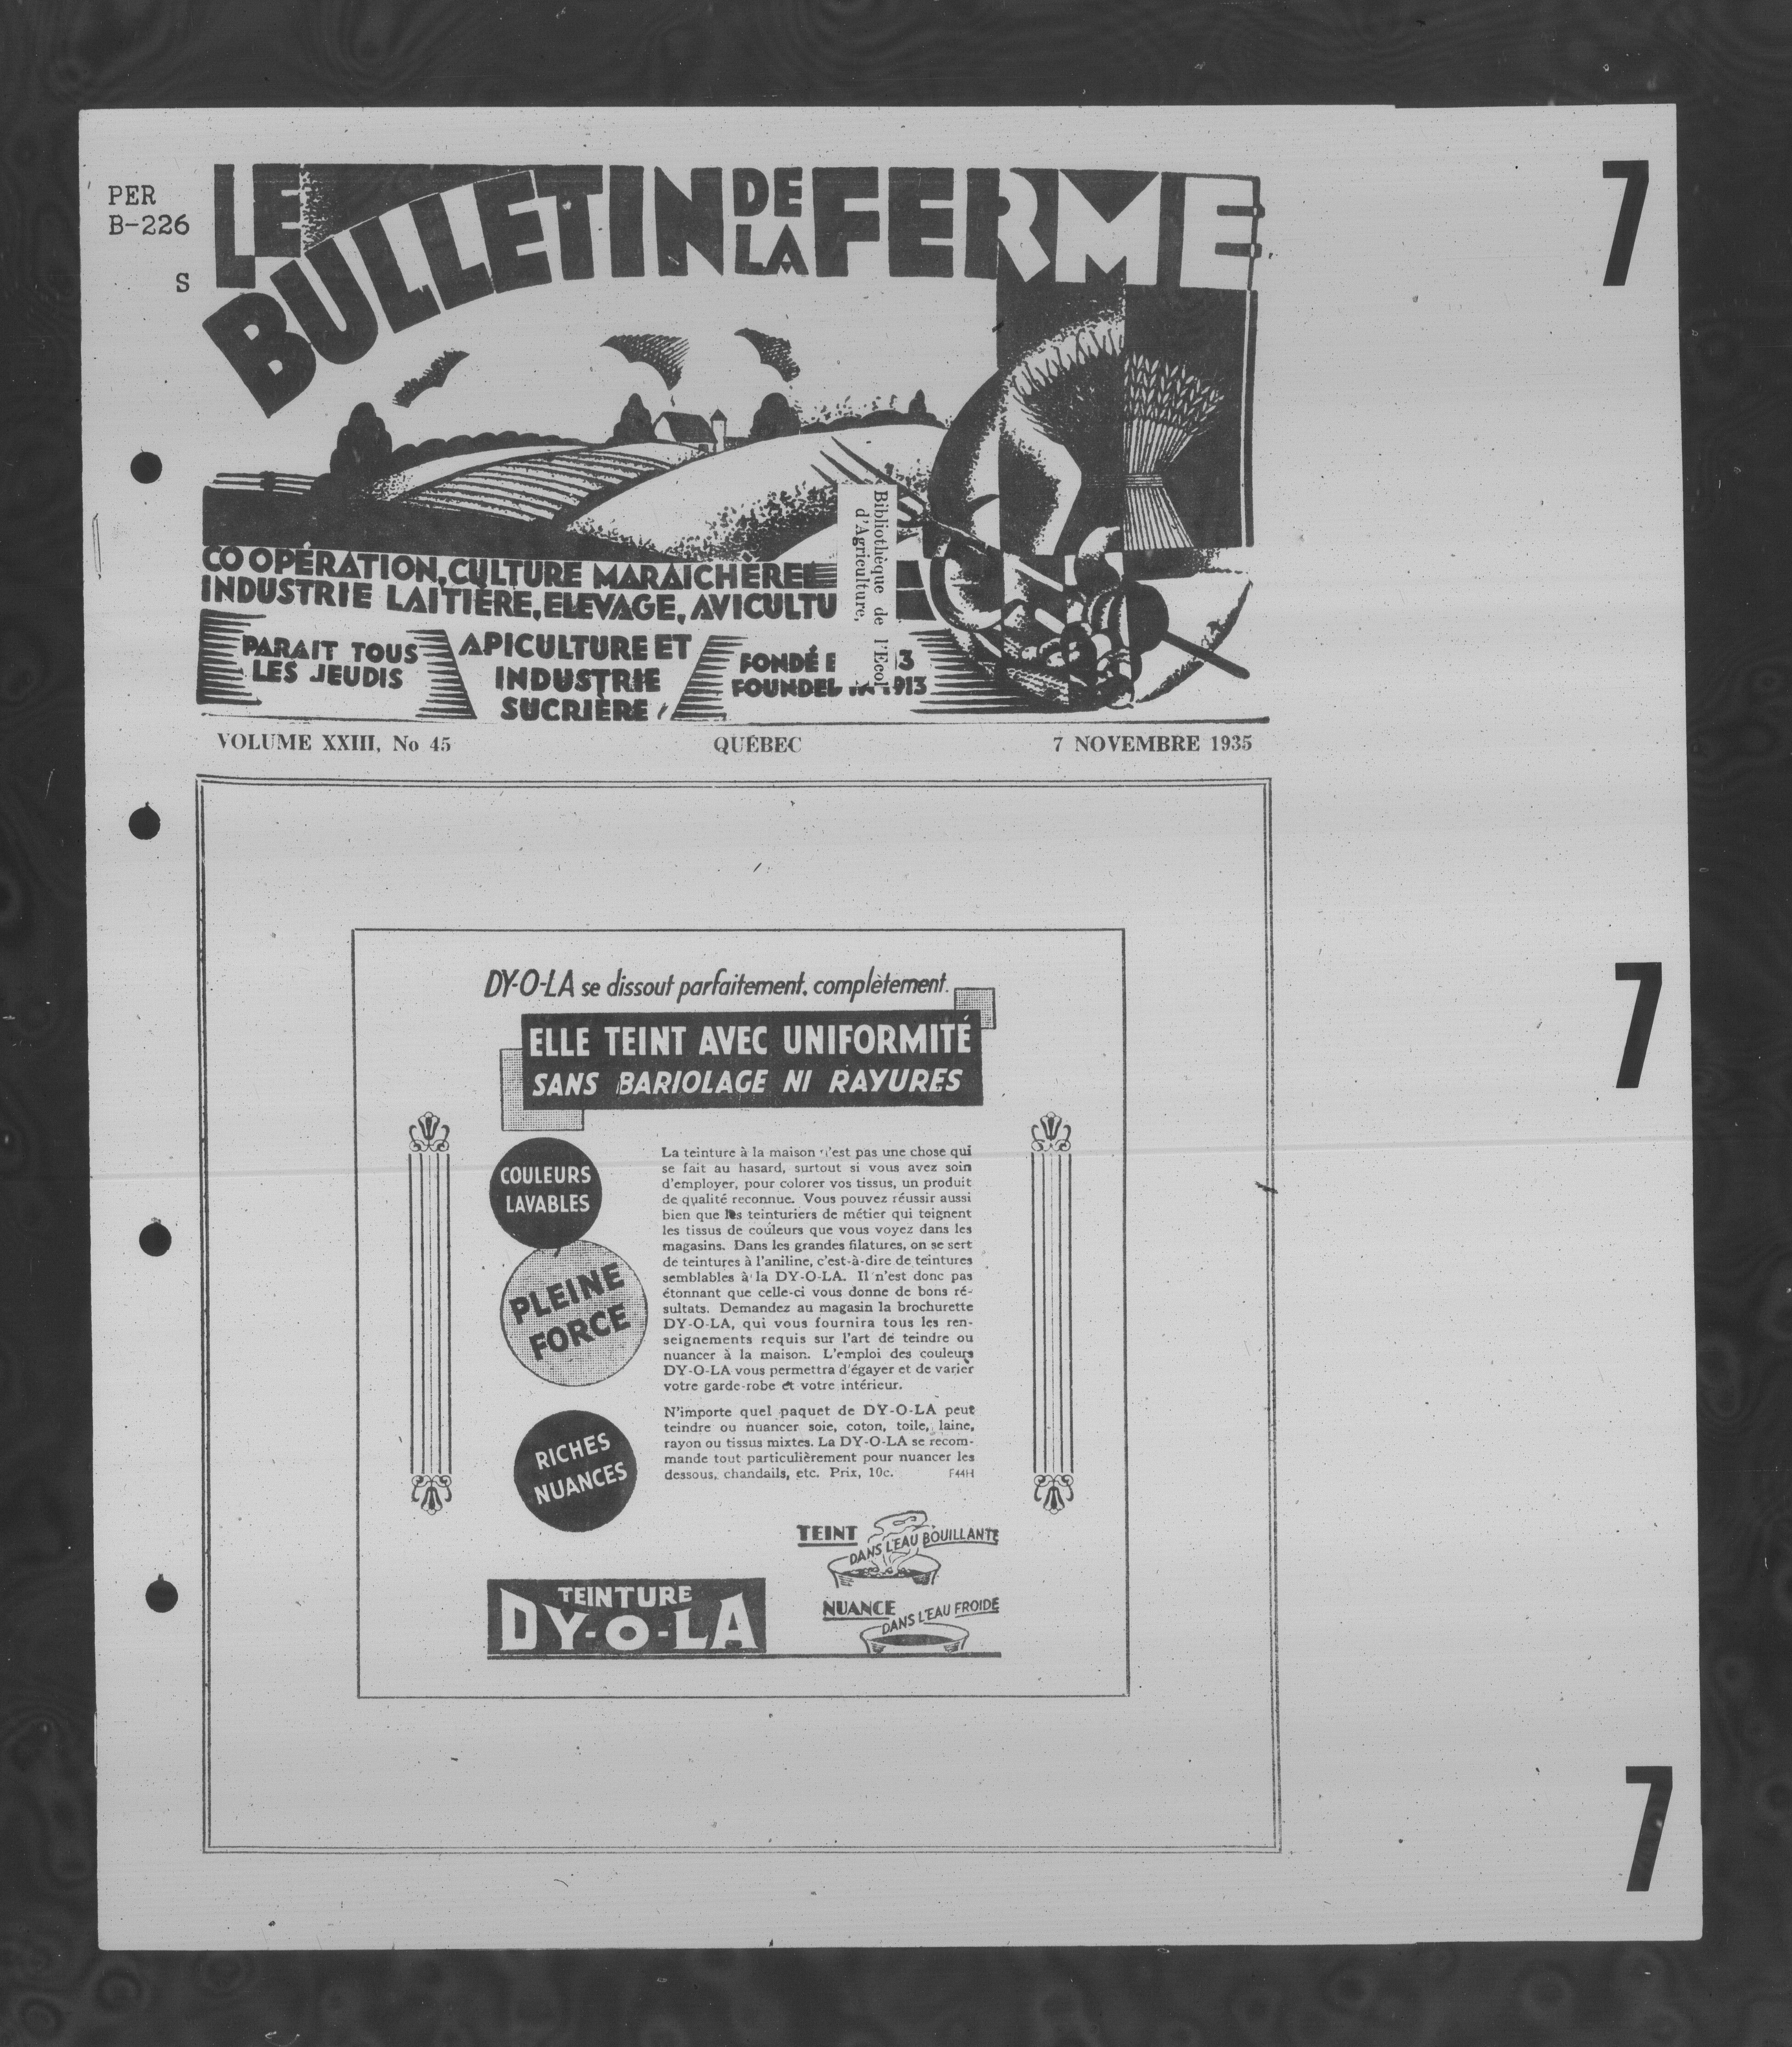 PER
B-226
S
LE BULLETIN DE LA FERME
COOPÉRATION, CULTURE MARAICHÈRE
INDUSTRIE LAITIÈRE, ELEVAGE, AVICULTU
PARAIT TOUS
LES JEUDIS
APICULTURE ET
INDUSTRIE
SUCRIÈRE
FONDÉ E 13
FOUNDED IN 1913
Bibliothèque de l'Ecol
d'Agriculture,
VOLUME XXIII, No 45 QUÉBEC 7 NOVEMBRE 1935
DY-O-LA se dissout parfaitement, complètement.
ELLE TEINT AVEC UNIFORMITÉ
SANS BARIOLAGE NI RAYURES
COULEURS
LAVABLES
PLEINE
FORCE
RICHES
NUANCES
La teinture à la maison n'est pas une chose qui
se fait au hasard, surtout si vous avez soin
d'employer, pour colorer vos tissus, un produit
de qualité reconnue. Vous pouvez réussir aussi
bien que les teinturiers de métier qui teignent
les tissus de couleurs que vous voyez dans les
magasins. Dans les grandes filatures, on se sert
de teintures à l'aniline, c'est-à-dire de teintures
semblables à la DY-O-LA. Il n'est donc pas
étonnant que celle-ci vous donne de bons ré-
sultats. Demandez au magasin la brochurette
DY-O-LA, qui vous fournira tous les ren-
seignements requis sur l'art de teindre ou
nuancer à la maison. L'emploi des couleurs
DY-O-LA vous permettra d'égayer et de varier
votre garde-robe et votre intérieur.
N'importe quel paquet de DY-O-LA peut
teindre ou nuancer soie, coton, toile, laine,
rayon ou tissus mixtes. La DY-O-LA se recom-
mande tout particulièrement pour nuancer les
dessous, chandails, etc. Prix, 10c. F44H
TEINT DANS L'EAU BOUILLANTE
NUANCE DANS L'EAU FROIDE
TEINTURE
DY-O-LA
7
7
7